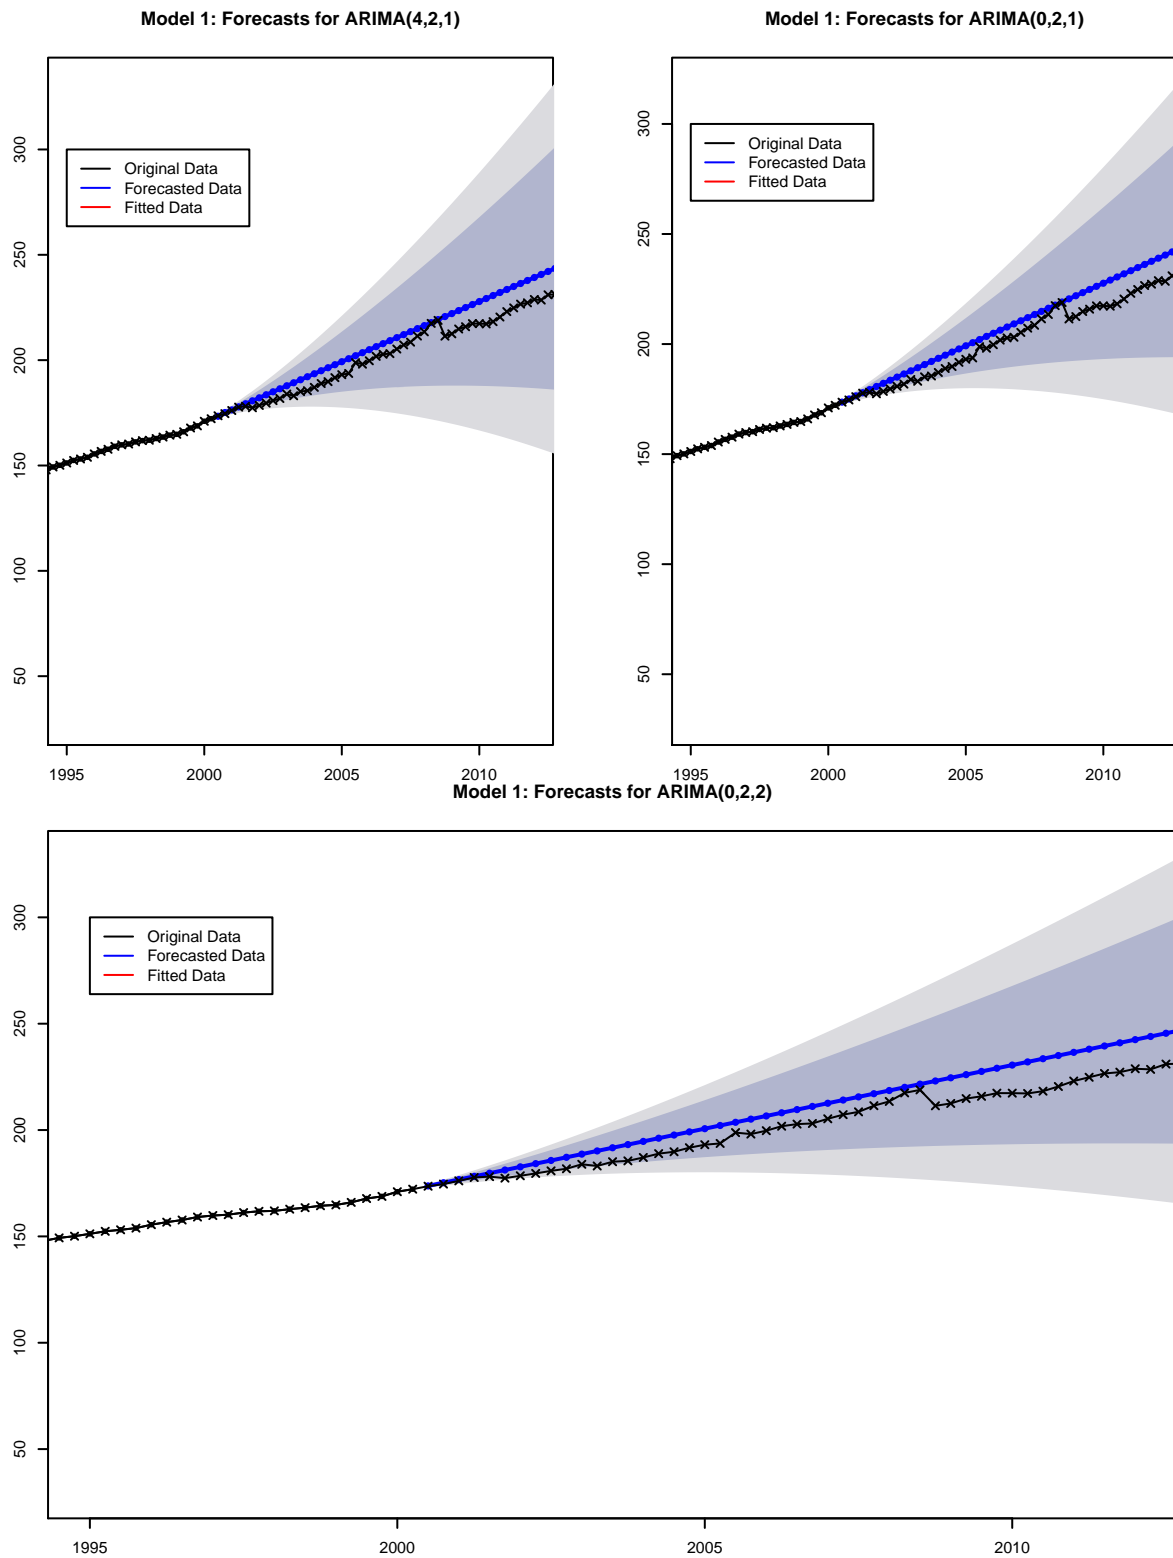 Model 1: Forecasts for ARIMA(4,2,1)
300
250
200
150
100
50
Original Data
Forecasted Data
Fitted Data
1995 2000 2005 2010
Model 1: Forecasts for ARIMA(0,2,1)
300
250
200
150
100
50
Original Data
Forecasted Data
Fitted Data
1995 2000 2005 2010
Model 1: Forecasts for ARIMA(0,2,2)
300
250
200
150
100
50
Original Data
Forecasted Data
Fitted Data
1995 2000 2005 2010